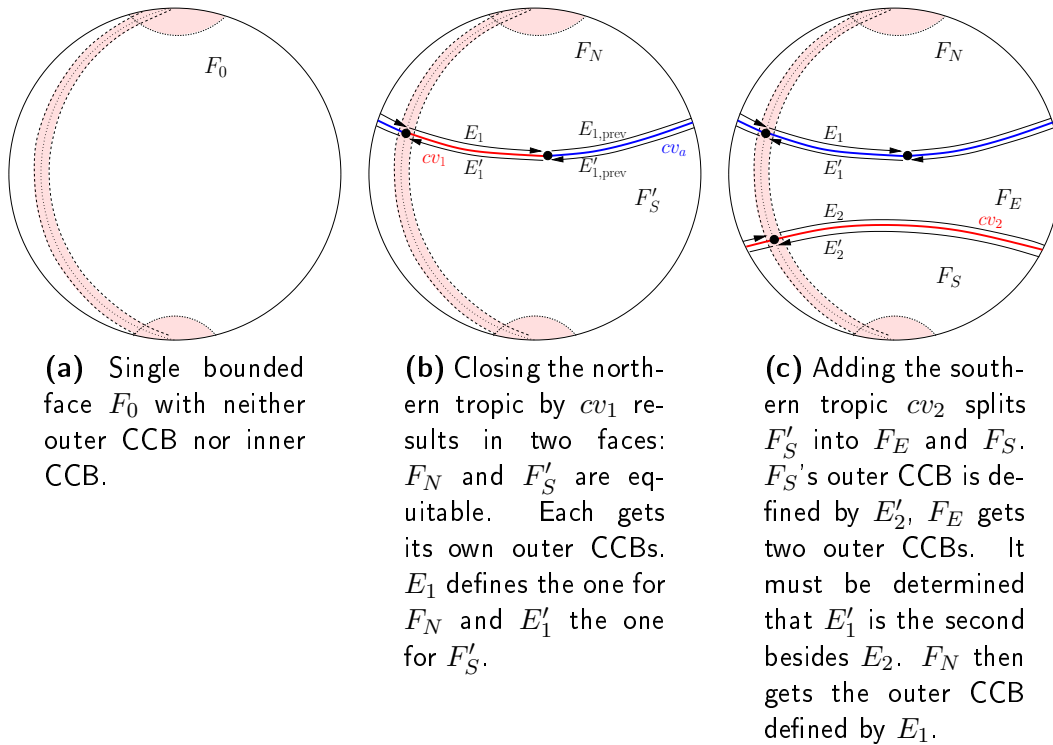 F_0
F_N
E_1
E_{1,prev}
cv_1
E'_1
E'_{1,prev}
cv_a
F'_S
F_N
E_1
E'_1
F_E
E_2
cv_2
E'_2
F_S
(a) Single bounded
face F_0 with neither
outer CCB nor inner
CCB.
(b) Closing the north-
ern tropic by cv_1 re-
sults in two faces:
F_N and F'_S are eq-
uitable. Each gets
its own outer CCBs.
E_1 defines the one for
F_N and E'_1 the one
for F'_S.
(c) Adding the south-
ern tropic cv_2 splits
F'_S into F_E and F_S.
F_S's outer CCB is de-
fined by E'_2, F_E gets
two outer CCBs. It
must be determined
that E'_1 is the second
besides E_2. F_N then
gets the outer CCB
defined by E_1.